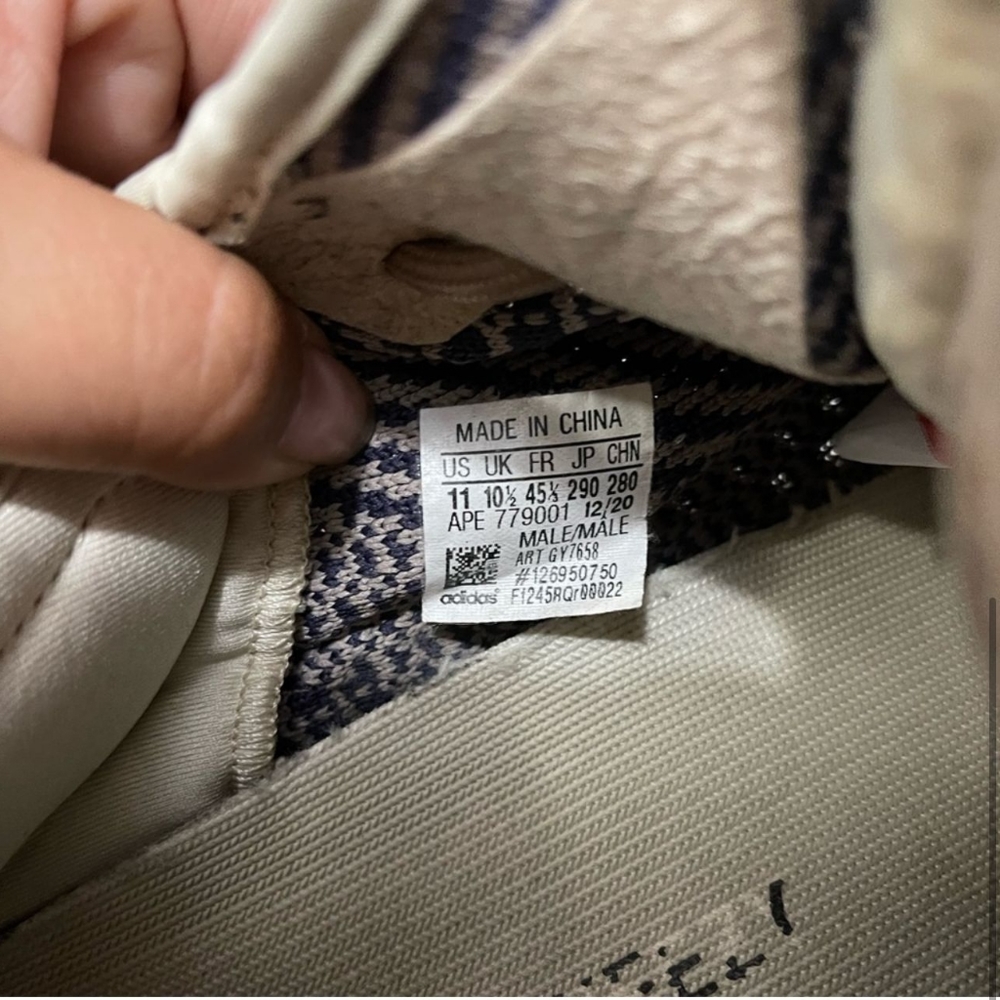 MADE IN CHINA
US UK FR JP CHN
11 10½ 45⅓ 290 280
APE 779001 12/20
MALE/MALE
ART GY7658
#126950750
adidas F1245RQr00022